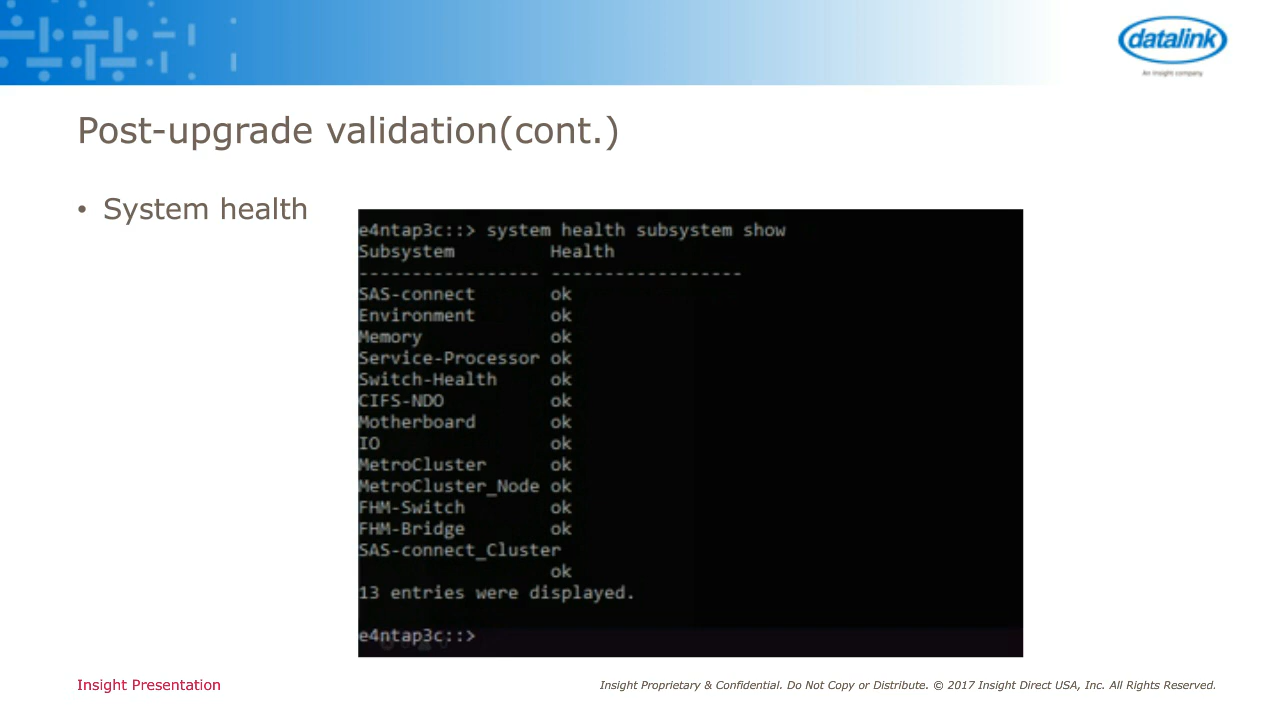 datalink
An Insight company
Post-upgrade validation(cont.)
• System health
e4ntap3c::> system health subsystem show
Subsystem         Health
----------------- ------------------
SAS-connect       ok
Environment       ok
Memory            ok
Service-Processor ok
Switch-Health     ok
CIFS-NDO          ok
Motherboard       ok
IO                ok
MetroCluster      ok
MetroCluster_Node ok
FHM-Switch        ok
FHM-Bridge        ok
SAS-connect_Cluster
                  ok
13 entries were displayed.
e4ntap3c::>
Insight Presentation
Insight Proprietary & Confidential. Do Not Copy or Distribute. © 2017 Insight Direct USA, Inc. All Rights Reserved.